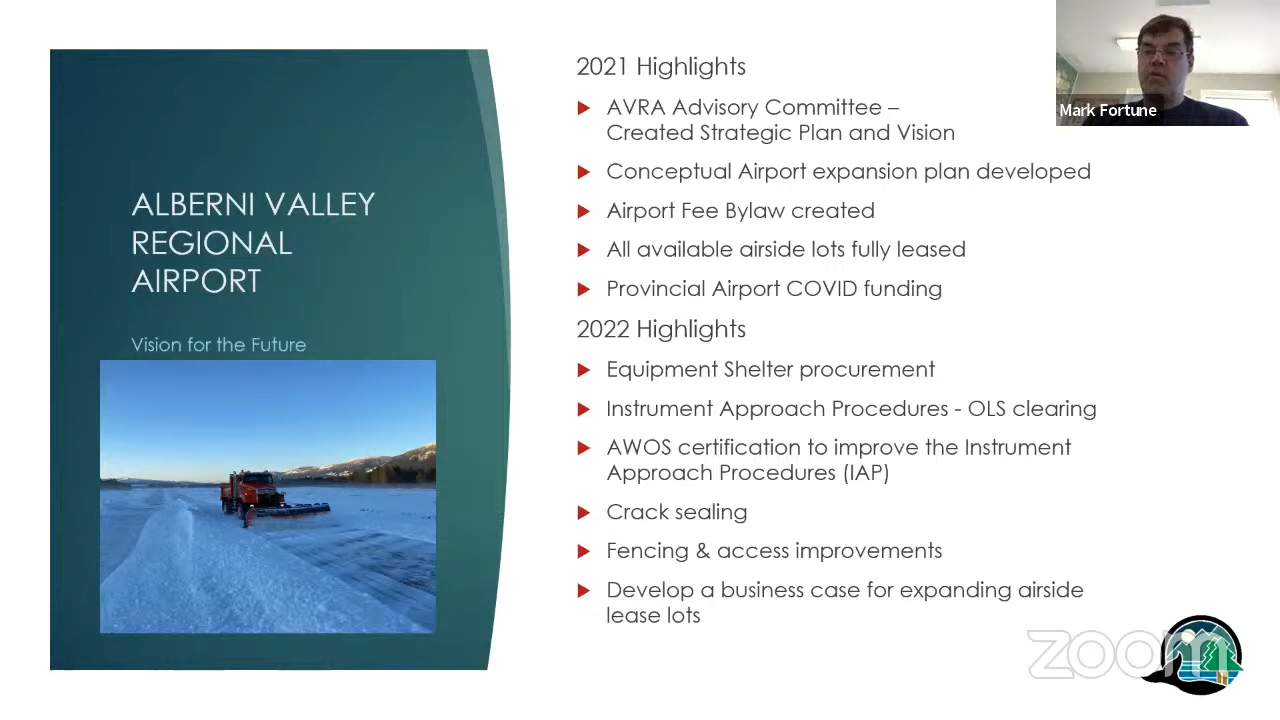 ALBERNI VALLEY
REGIONAL
AIRPORT
Vision for the Future
2021 Highlights
AVRA Advisory Committee –
Created Strategic Plan and Vision
Conceptual Airport expansion plan developed
Airport Fee Bylaw created
All available airside lots fully leased
Provincial Airport COVID funding
2022 Highlights
Equipment Shelter procurement
Instrument Approach Procedures - OLS clearing
AWOS certification to improve the Instrument
Approach Procedures (IAP)
Crack sealing
Fencing & access improvements
Develop a business case for expanding airside
lease lots
Mark Fortune
zoom